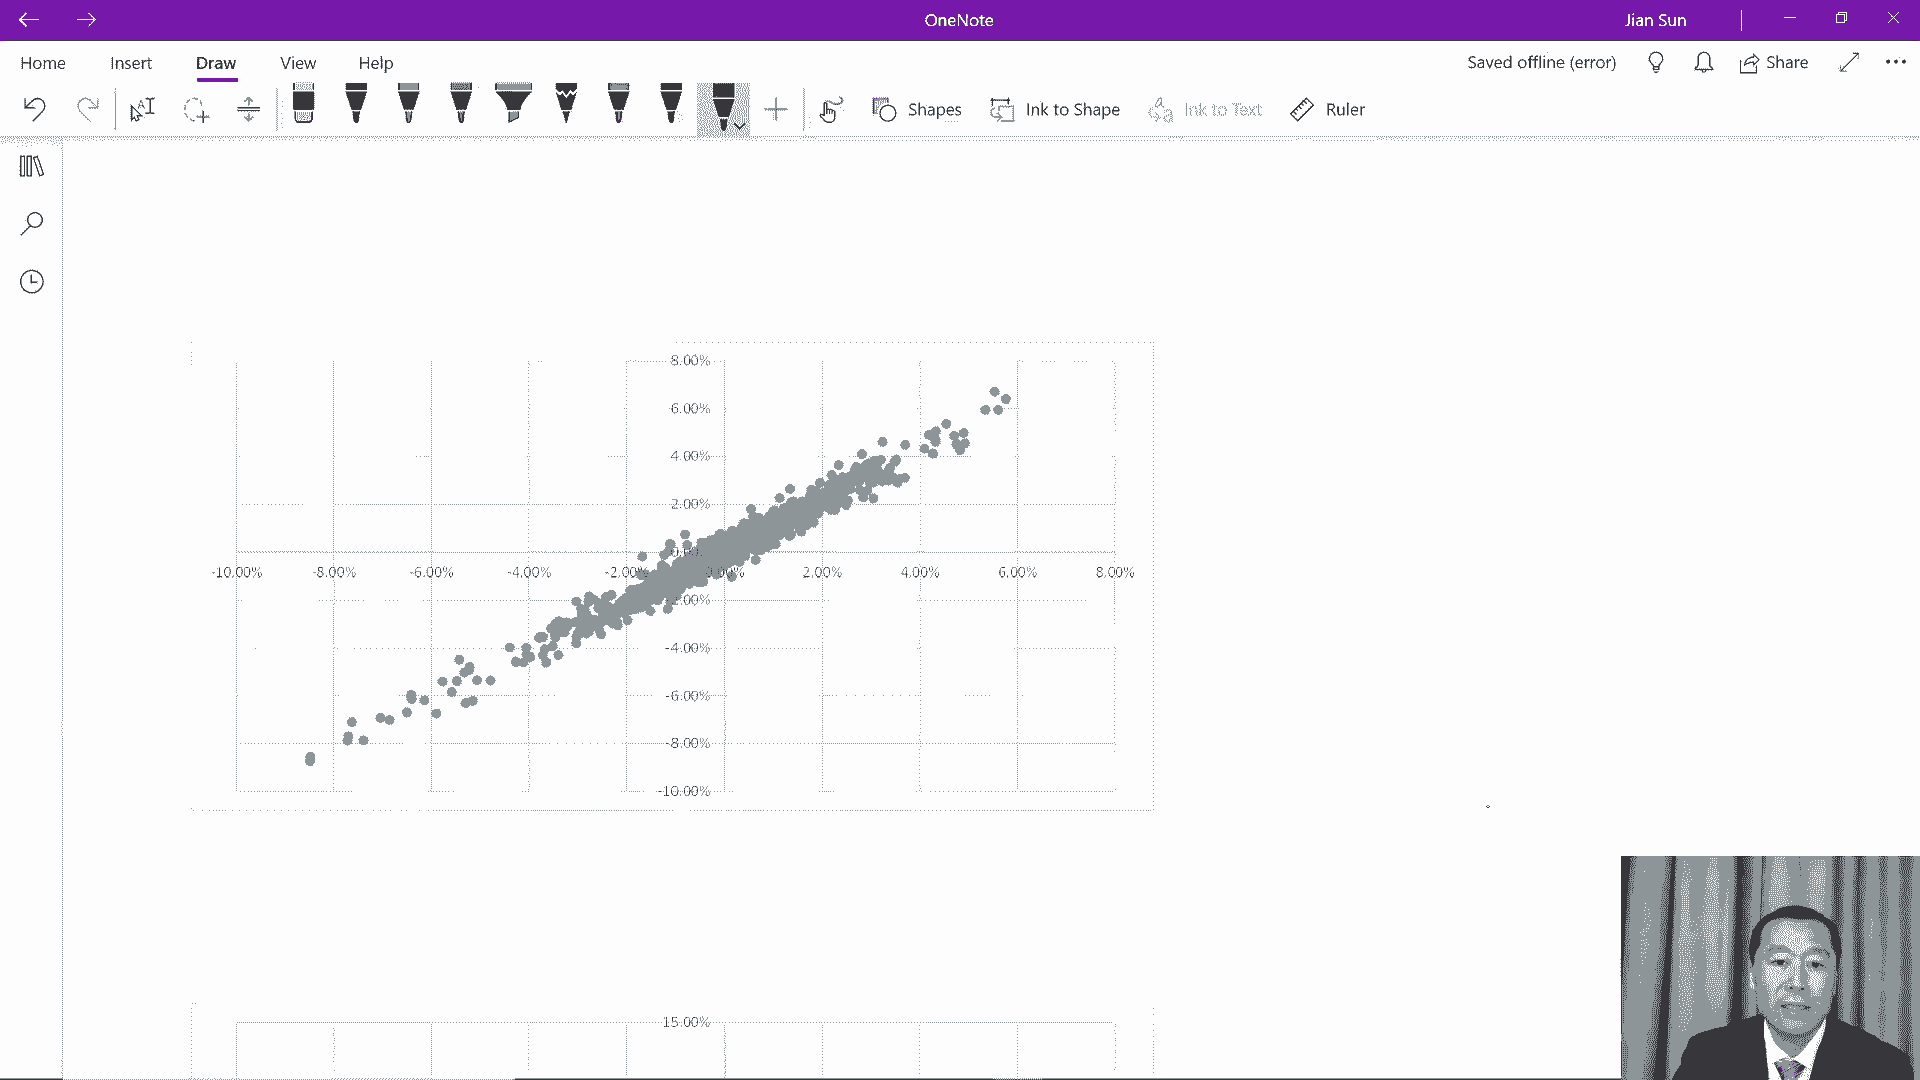 OneNote
Jian Sun
Home Insert Draw View Help
Saved offline (error)
Share
Shapes
Ink to Shape
Ink to Text
Ruler
8.00%
6.00%
4.00%
2.00%
-10.00% -8.00% -6.00% -4.00% -2.00% 0.00% 2.00% 4.00% 6.00% 8.00%
-2.00%
-4.00%
-6.00%
-8.00%
-10.00%
15.00%